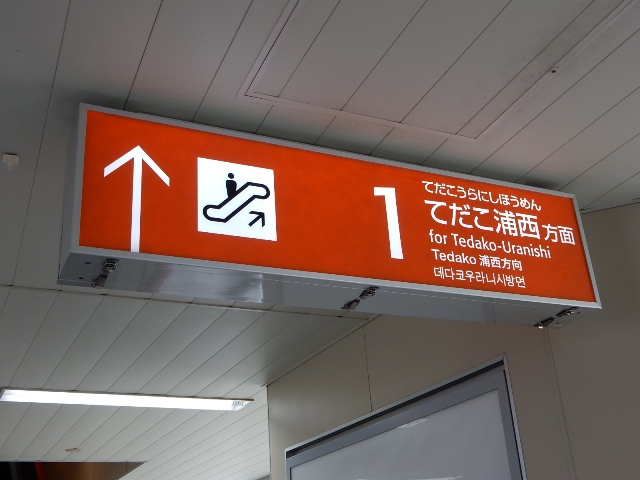 1
てだこうらにしほうめん
てだこ浦西 方面
for Tedako-Uranishi
Tedako 浦西方向
데다코우라니시방면